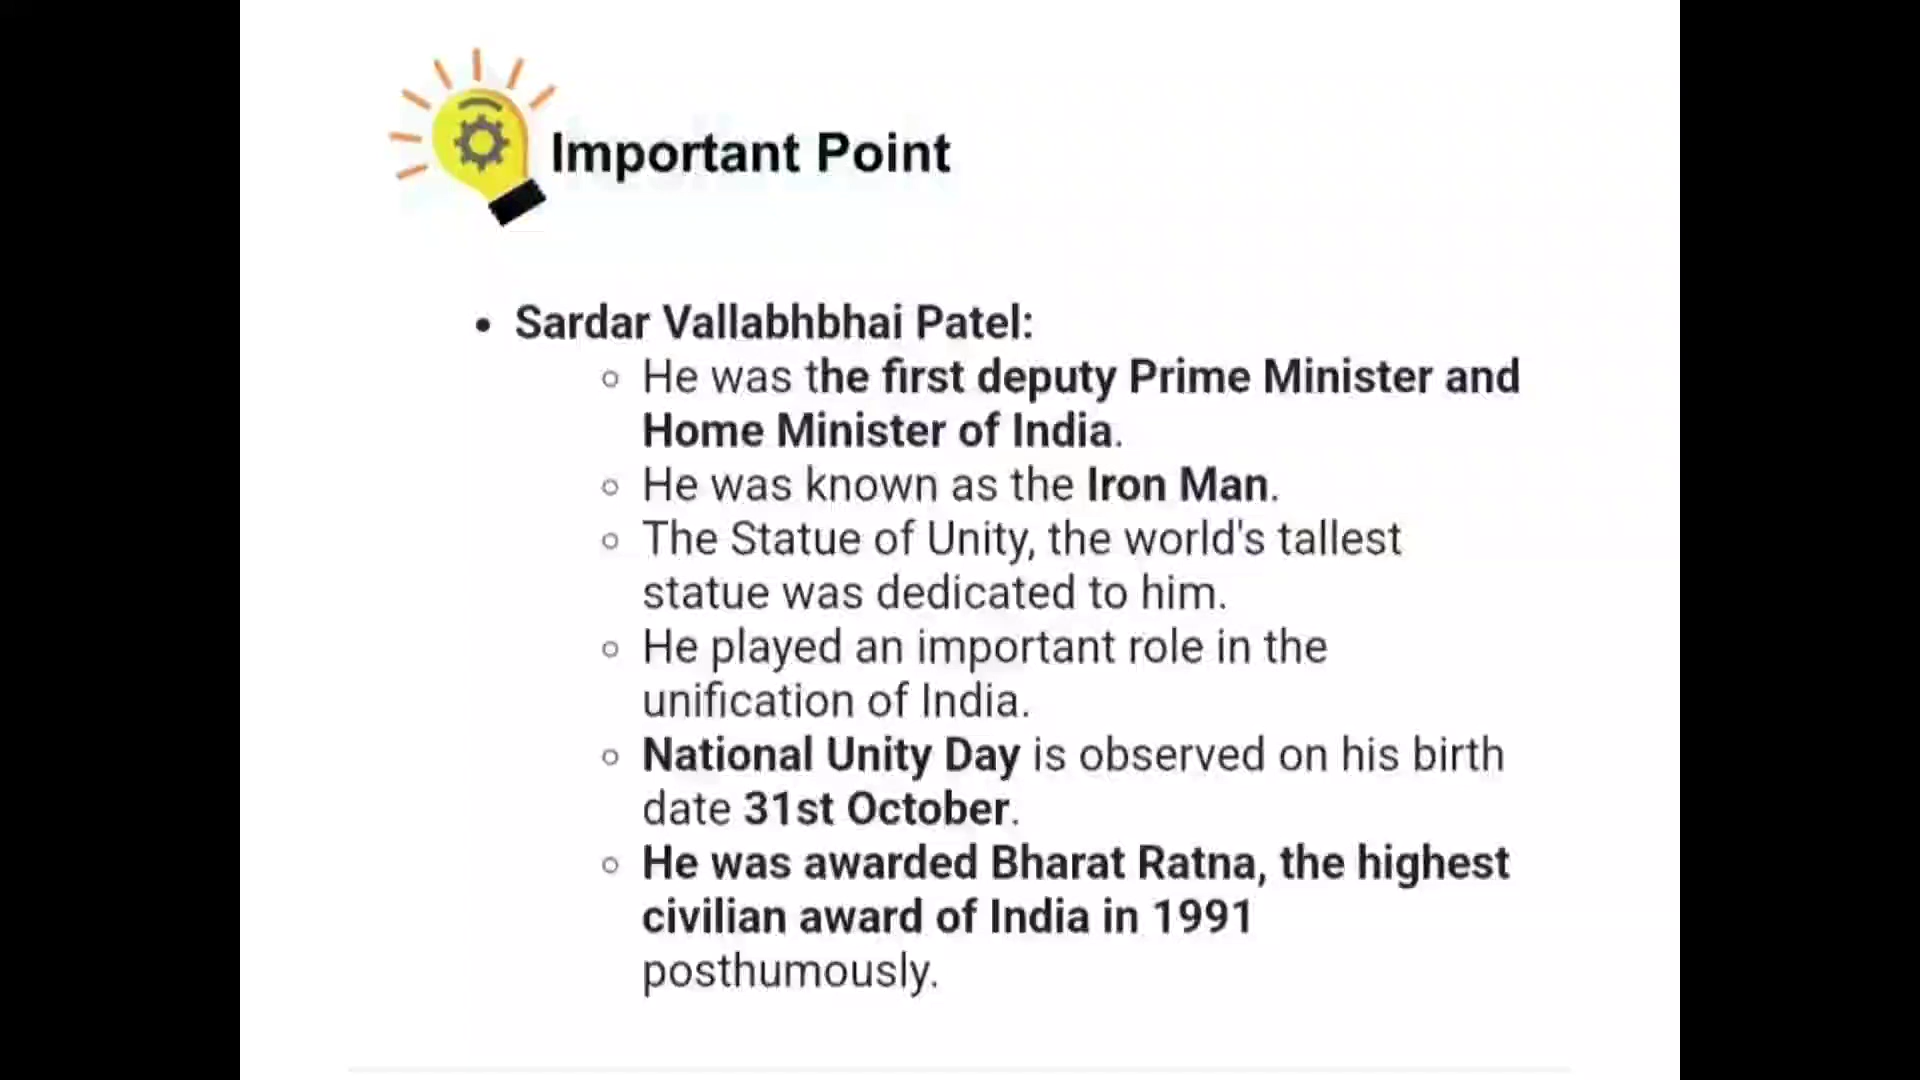 Important Point
• Sardar Vallabhbhai Patel:
○ He was the first deputy Prime Minister and
Home Minister of India.
○ He was known as the Iron Man.
○ The Statue of Unity, the world's tallest
statue was dedicated to him.
○ He played an important role in the
unification of India.
○ National Unity Day is observed on his birth
date 31st October.
○ He was awarded Bharat Ratna, the highest
civilian award of India in 1991
posthumously.